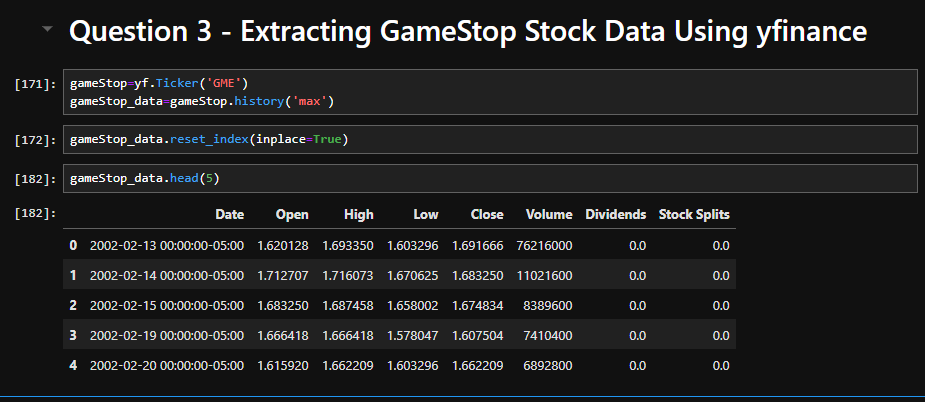 Question 3 - Extracting GameStop Stock Data Using yfinance
[171]: gameStop=yf.Ticker('GME')
gameStop_data=gameStop.history('max')
[172]: gameStop_data.reset_index(inplace=True)
[182]: gameStop_data.head(5)
[182]: Date Open High Low Close Volume Dividends Stock Splits
0 2002-02-13 00:00:00-05:00 1.620128 1.693350 1.603296 1.691666 76216000 0.0 0.0
1 2002-02-14 00:00:00-05:00 1.712707 1.716073 1.670625 1.683250 11021600 0.0 0.0
2 2002-02-15 00:00:00-05:00 1.683250 1.687458 1.658002 1.674834 8389600 0.0 0.0
3 2002-02-19 00:00:00-05:00 1.666418 1.666418 1.578047 1.607504 7410400 0.0 0.0
4 2002-02-20 00:00:00-05:00 1.615920 1.662209 1.603296 1.662209 6892800 0.0 0.0